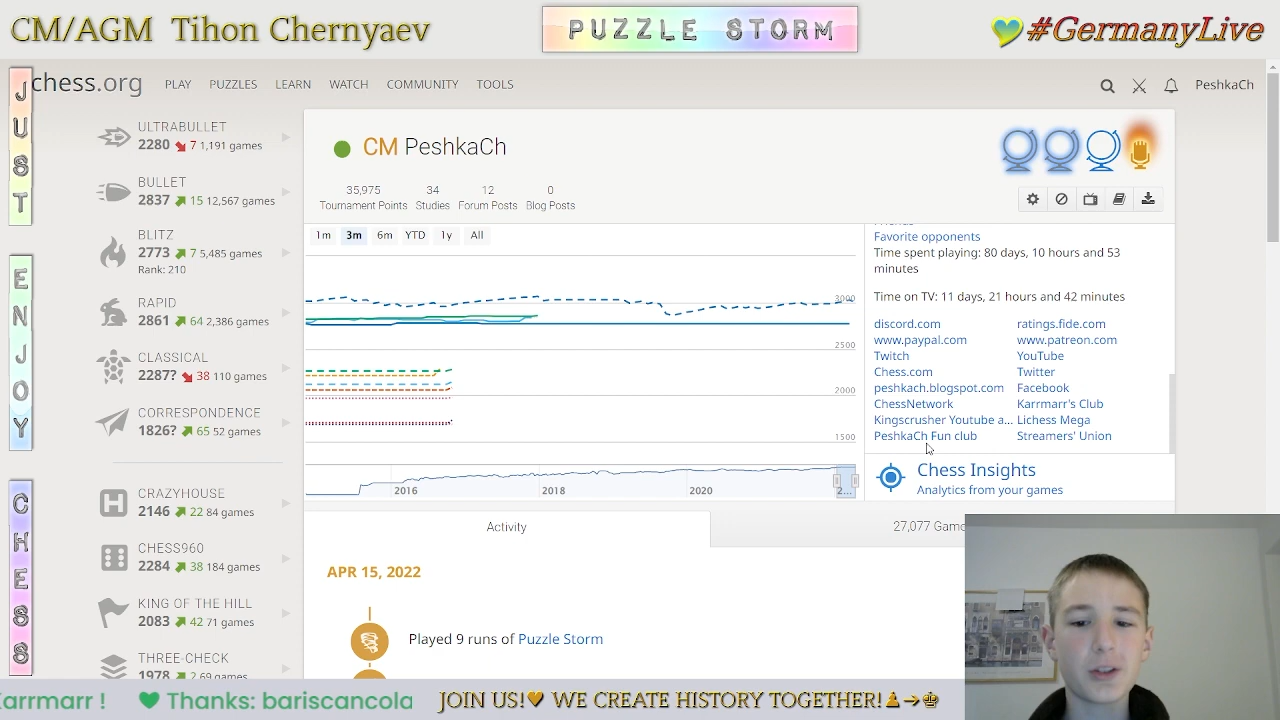 CM/AGM Tihon Chernyaev
PUZZLE STORM
#GermanyLive
JUST
ENJOY
CHESS
chess.org
PLAY
PUZZLES
LEARN
WATCH
COMMUNITY
TOOLS
PeshkaCh
ULTRABULLET
2280 7 1,191 games
BULLET
2837 15 12,567 games
BLITZ
2773 7 5,485 games
Rank: 210
RAPID
2861 64 2,386 games
CLASSICAL
2287? 38 110 games
CORRESPONDENCE
1826? 65 52 games
CRAZYHOUSE
2146 22 84 games
CHESS960
2284 38 184 games
KING OF THE HILL
2083 42 71 games
THREE-CHECK
1978 2 69 games
CM PeshkaCh
35,975
Tournament Points
34
Studies
12
Forum Posts
0
Blog Posts
1m 3m 6m YTD 1y All
3000
2500
2000
1500
2016 2018 2020 2...
Friends
Favorite opponents
Time spent playing: 80 days, 10 hours and 53
minutes
Time on TV: 11 days, 21 hours and 42 minutes
discord.com ratings.fide.com
www.paypal.com www.patreon.com
Twitch YouTube
Chess.com Twitter
peshkach.blogspot.com Facebook
ChessNetwork Karrmarr's Club
Kingscrusher Youtube a... Lichess Mega
PeshkaCh Fun club Streamers' Union
Chess Insights
Analytics from your games
Activity
27,077 Game
APR 15, 2022
Played 9 runs of Puzzle Storm
arrmarr ! Thanks: bariscancola
JOIN US! WE CREATE HISTORY TOGETHER!